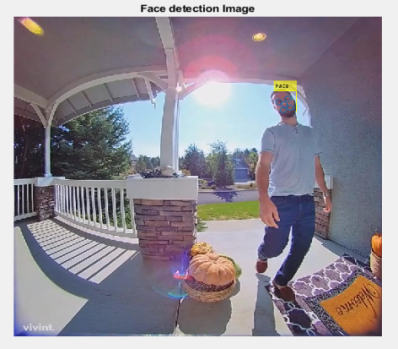 Face detection Image
Face
Welcome
vivint.